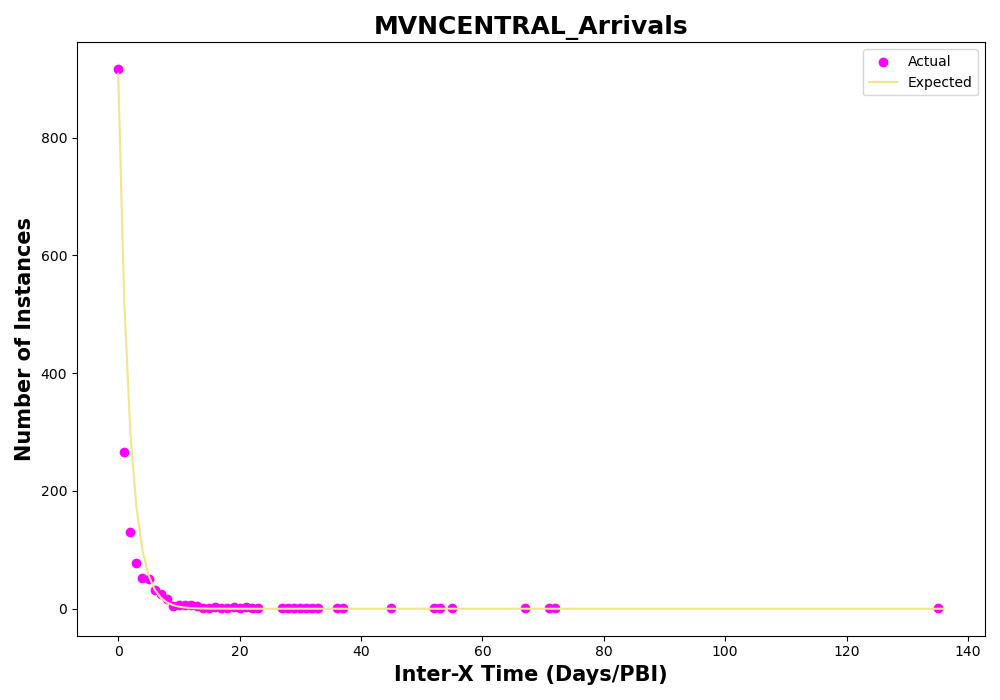 MVNCENTRAL_Arrivals
Actual
Expected
Number of Instances
800
600
400
200
0
0 20 40 60 80 100 120 140
Inter-X Time (Days/PBI)